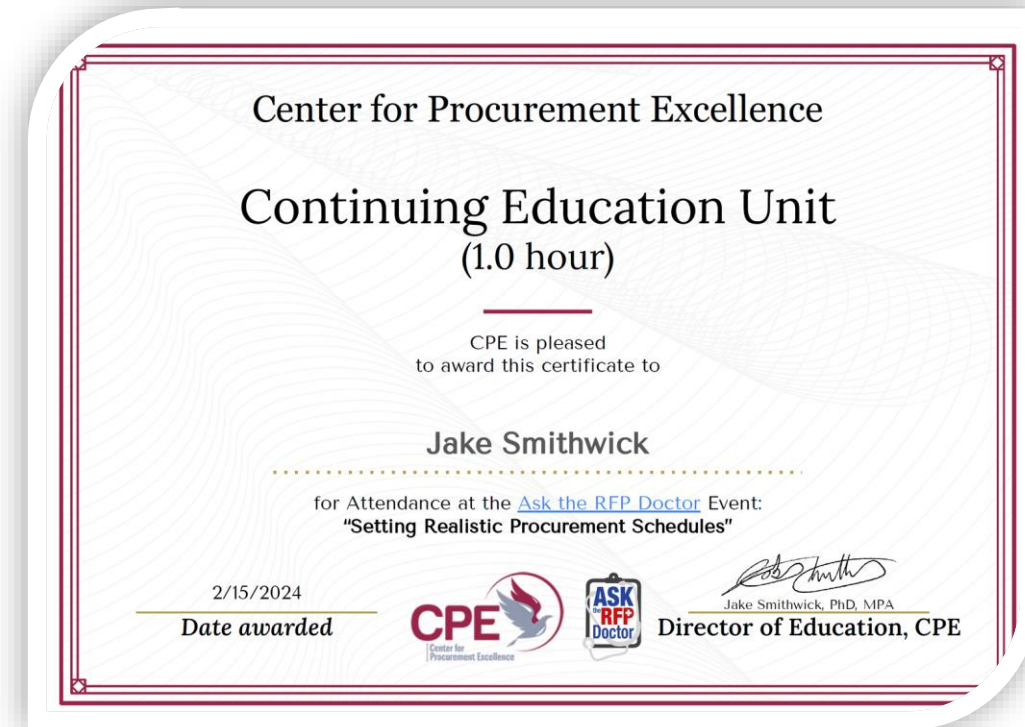 Center for Procurement Excellence
Continuing Education Unit
(1.0 hour)
CPE is pleased
to award this certificate to
Jake Smithwick
for Attendance at the Ask the RFP Doctor Event:
“Setting Realistic Procurement Schedules”
2/15/2024
Date awarded
CPE
Center for
Procurement Excellence
ASK
the RFP
Doctor
Jake Smithwick, PhD, MPA
Director of Education, CPE